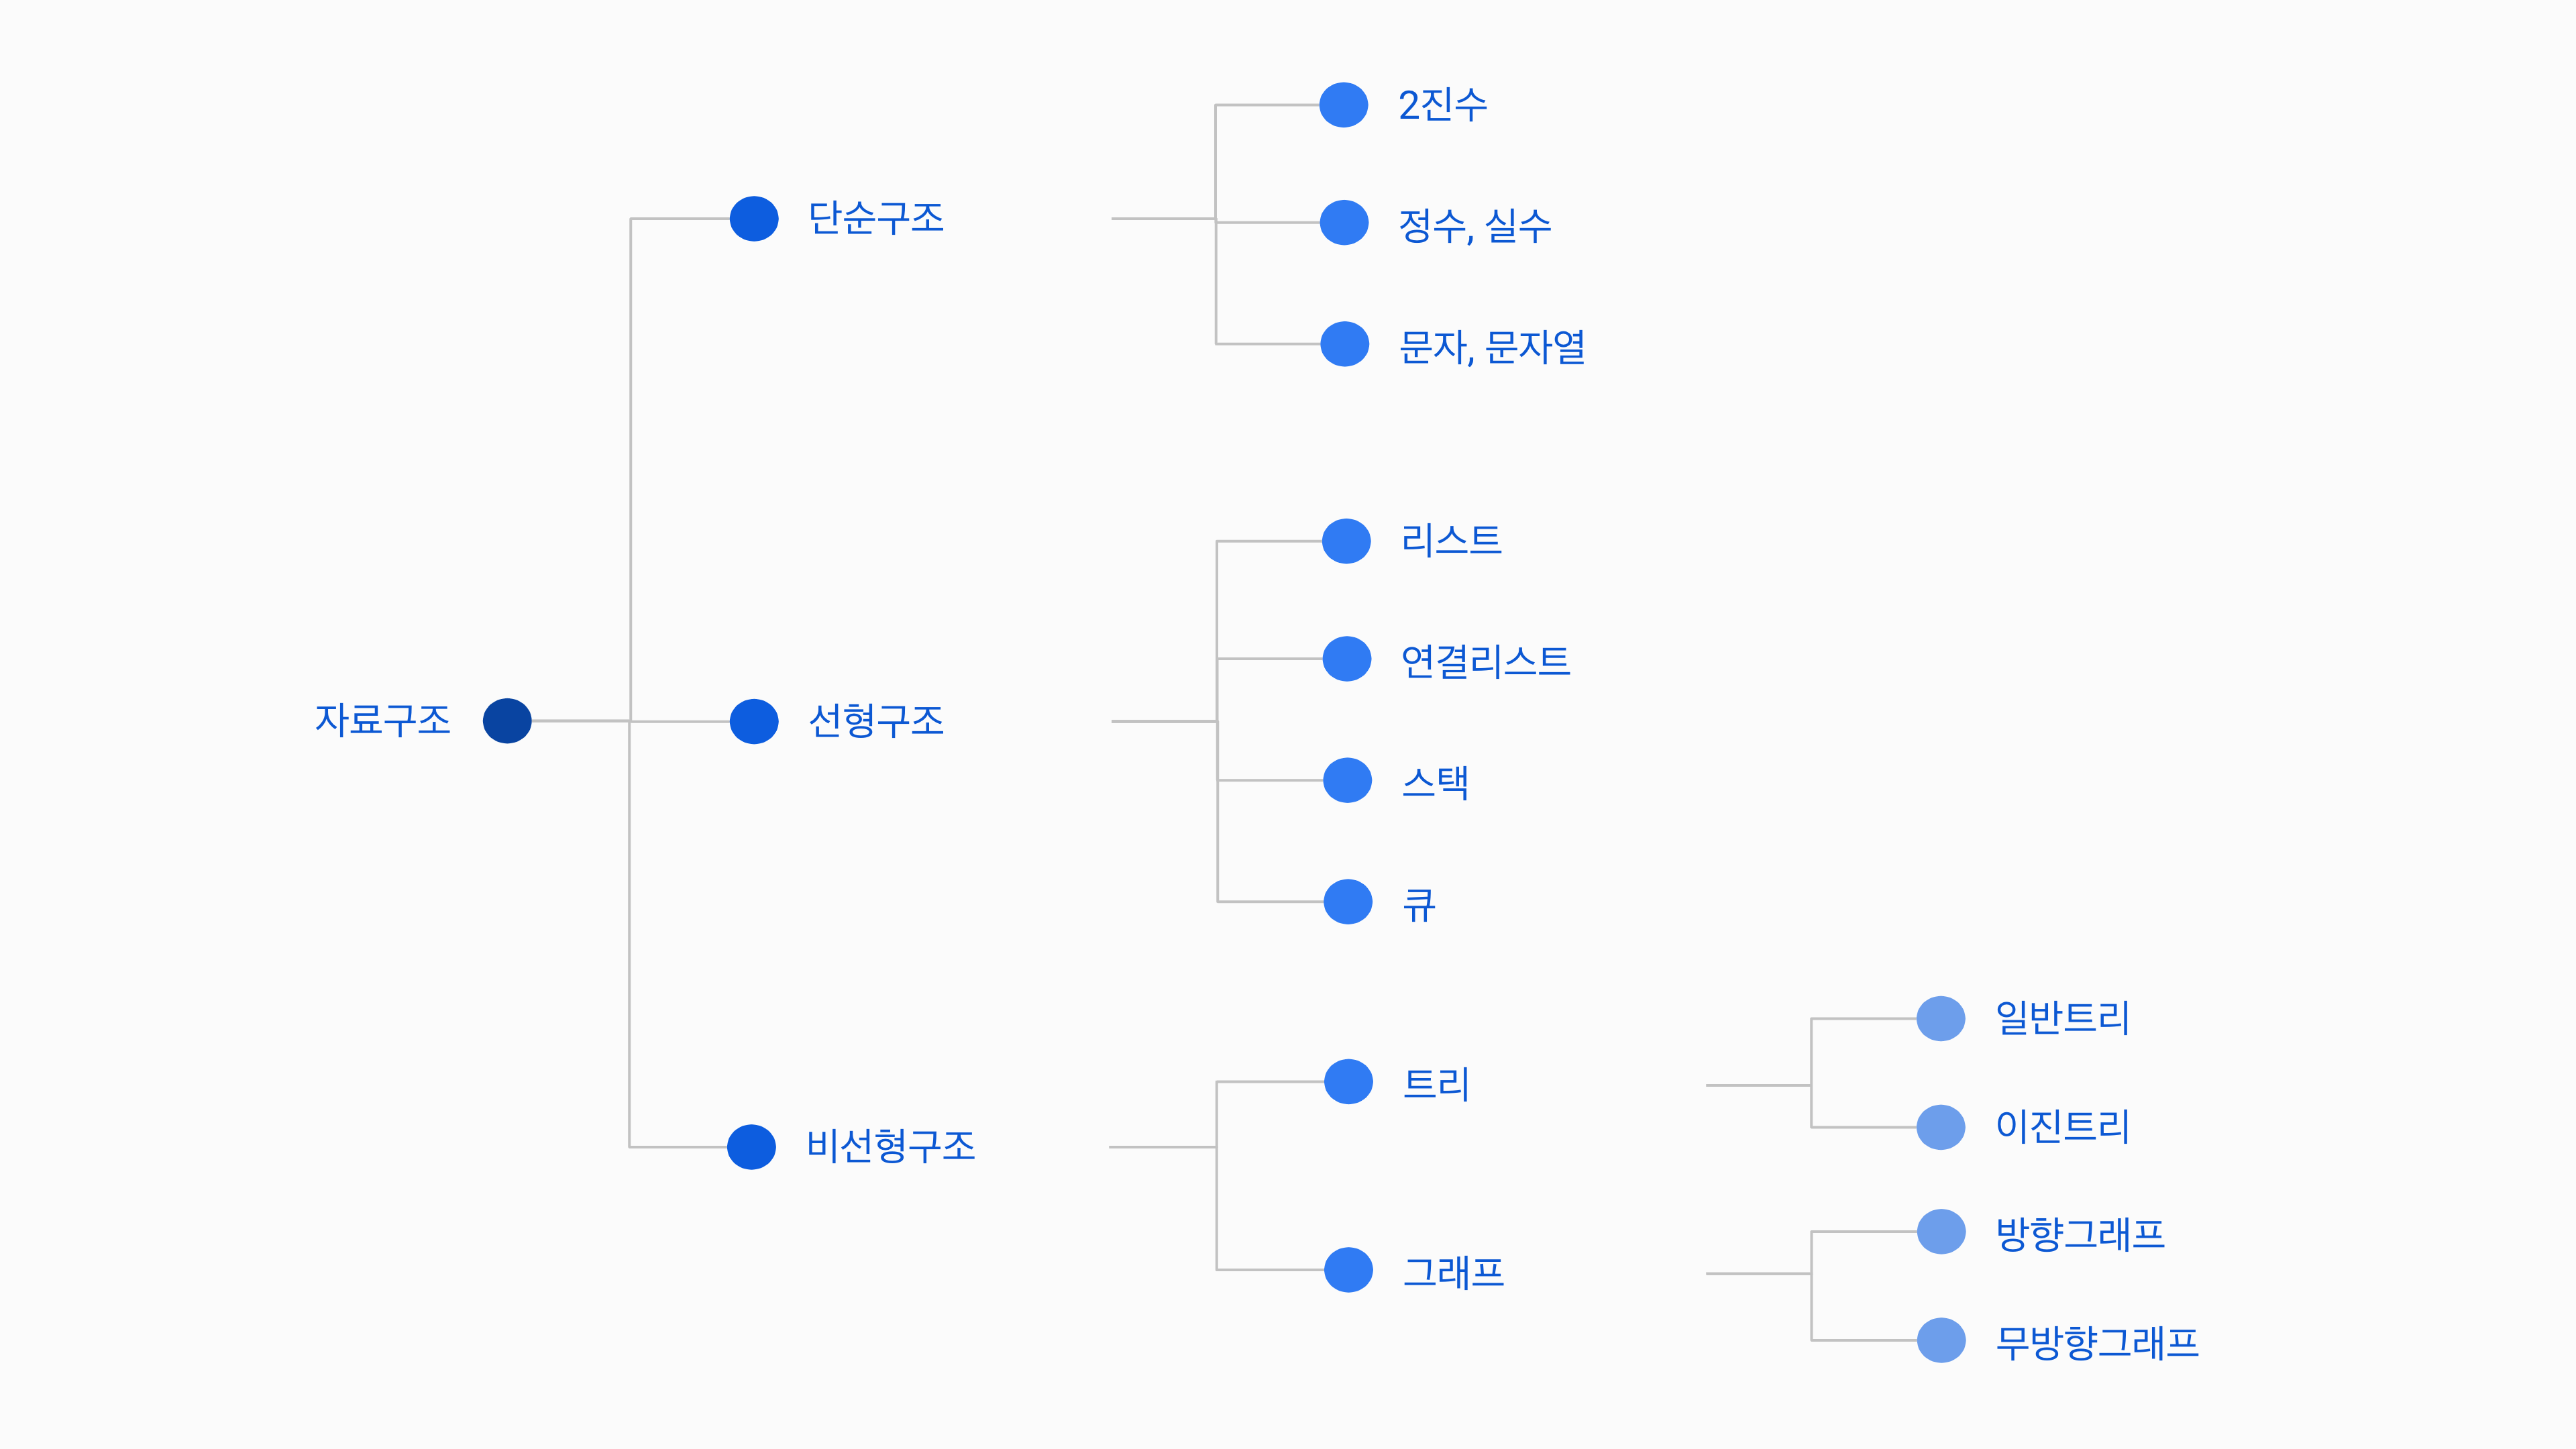 자료구조
단순구조
2진수
정수, 실수
문자, 문자열
선형구조
리스트
연결리스트
스택
큐
비선형구조
트리
일반트리
이진트리
그래프
방향그래프
무방향그래프